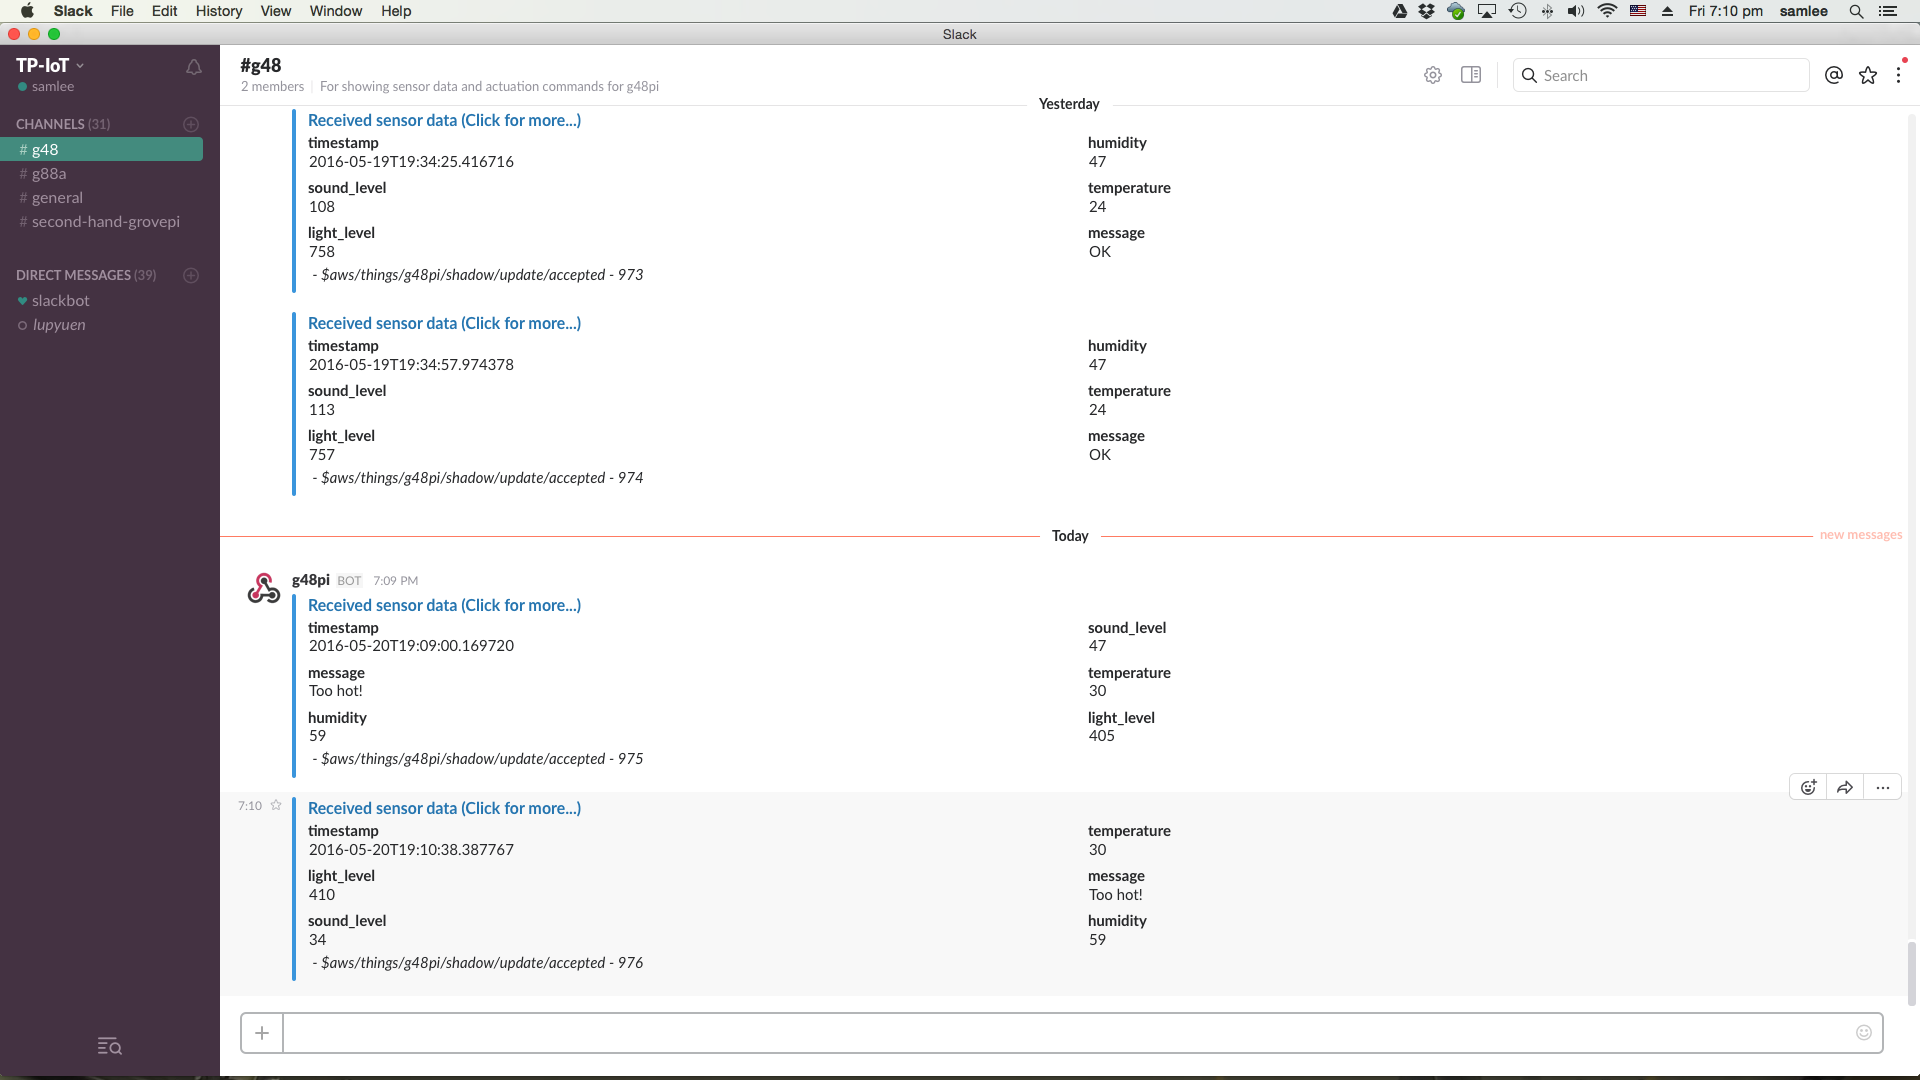 Slack File Edit History View Window Help Fri 7:10 pm samlee
Slack
TP-IoT
samlee
CHANNELS (31)
# g48
# g88a
# general
# second-hand-grovepi
DIRECT MESSAGES (39)
slackbot
lupyuen
#g48
2 members | For showing sensor data and actuation commands for g48pi
Search
Yesterday
Received sensor data (Click for more...)
timestamp humidity
2016-05-19T19:34:25.416716 47
sound_level temperature
108 24
light_level message
758 OK
- $aws/things/g48pi/shadow/update/accepted - 973
Received sensor data (Click for more...)
timestamp humidity
2016-05-19T19:34:57.974378 47
sound_level temperature
113 24
light_level message
757 OK
- $aws/things/g48pi/shadow/update/accepted - 974
Today new messages
g48pi BOT 7:09 PM
Received sensor data (Click for more...)
timestamp sound_level
2016-05-20T19:09:00.169720 47
message temperature
Too hot! 30
humidity light_level
59 405
- $aws/things/g48pi/shadow/update/accepted - 975
7:10 Received sensor data (Click for more...)
timestamp temperature
2016-05-20T19:10:38.387767 30
light_level message
410 Too hot!
sound_level humidity
34 59
- $aws/things/g48pi/shadow/update/accepted - 976